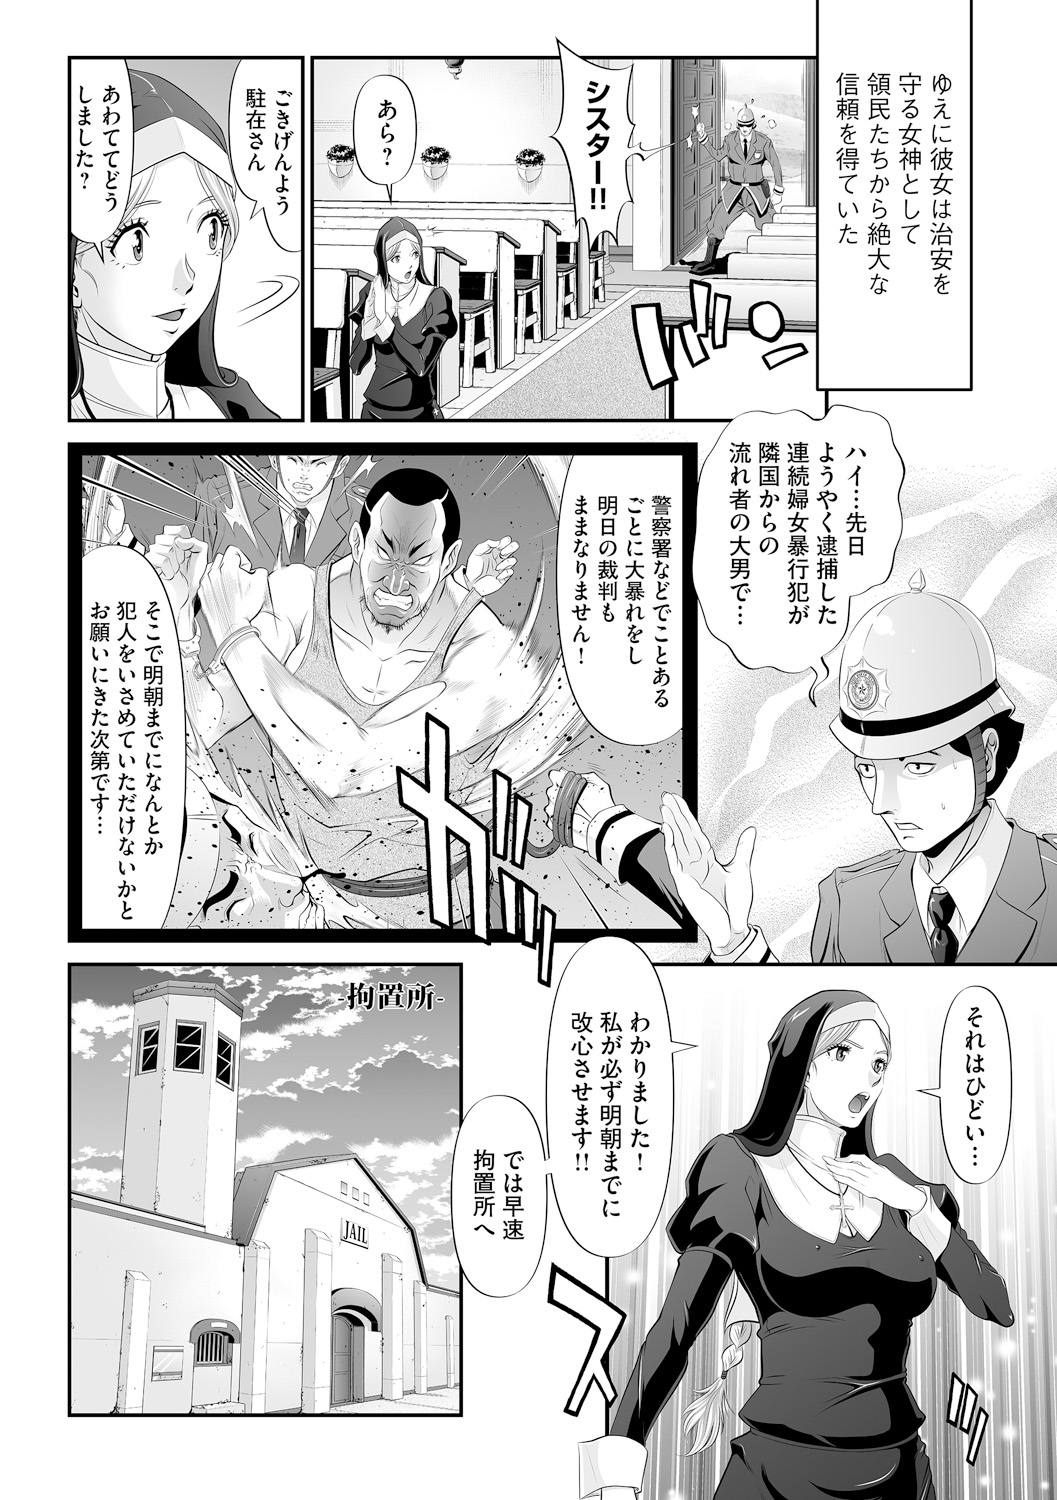 ゆえに彼女は治安を
守る女神として
領民たちから絶大な
信頼を得ていた
シスター!!
バン
あら?
ごきげんよう
駐在さん
あわててどう
しました?
ハイ…先日
ようやく逮捕した
連続婦女暴行犯が
隣国からの
流れ者の大男で…
警察署などでことある
ごとに大暴れをし
明日の裁判も
ままなりません!
そこで明朝までになんとか
犯人をいさめていただけないかと
お願いにきた次第です…
それはひどい…
わかりました!
私が必ず明朝までに
改心させます!!
では早速
拘置所へ
ス
-拘置所-
JAIL